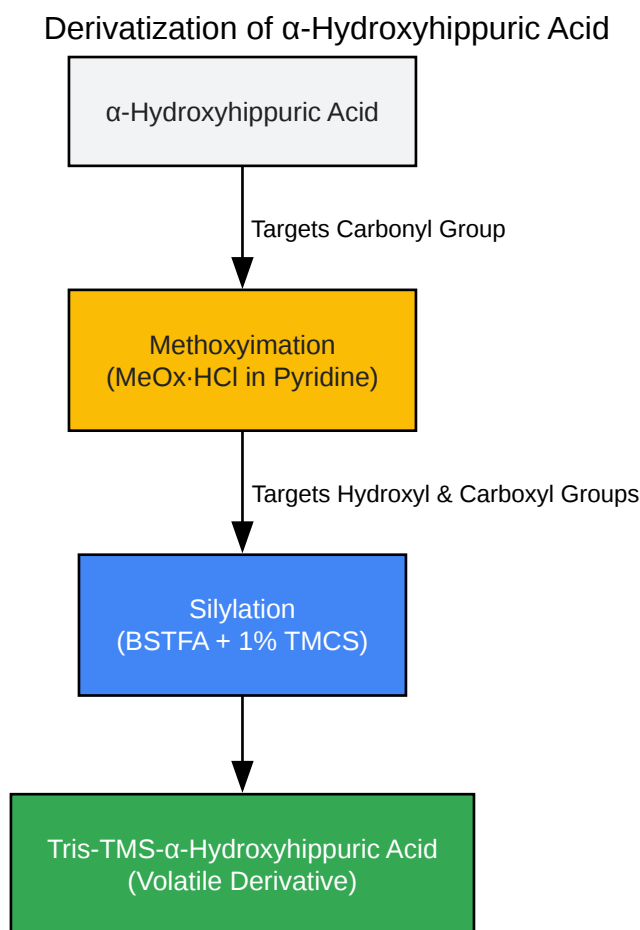 Derivatization of α-Hydroxyhippuric Acid
α-Hydroxyhippuric Acid
Targets Carbonyl Group
Methoxyimation
(MeOx·HCl in Pyridine)
Targets Hydroxyl & Carboxyl Groups
Silylation
(BSTFA + 1% TMCS)
Tris-TMS-α-Hydroxyhippuric Acid
(Volatile Derivative)